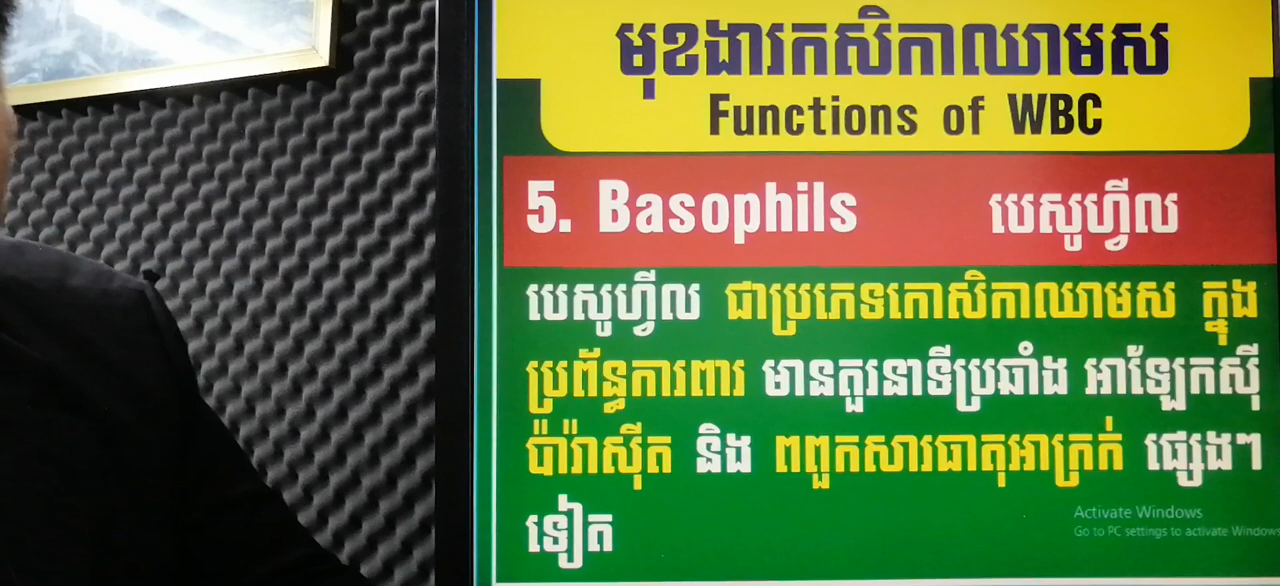 មុខងារកសិកាឈាមស
Functions of WBC
5. Basophils បេសូហ្វីល
បេសូហ្វីល ជាប្រភេទកោសិកាឈាមស ក្នុង
ប្រព័ន្ធការពារ មានតួរនាទីប្រឆាំង អាឡែកស៊ី
ប៉ារ៉ាស៊ីត និង ពពួកសារធាតុអាក្រក់ ផ្សេងៗ
ទៀត
Activate Windows
Go to PC settings to activate Windows